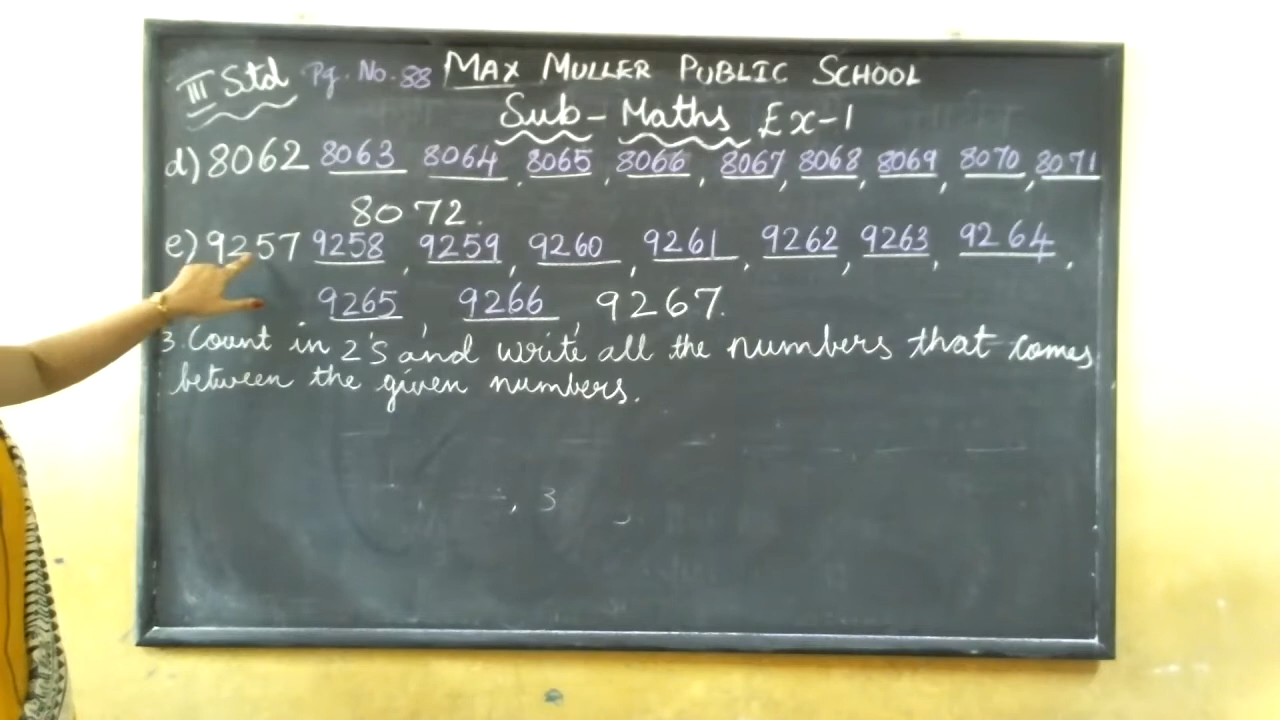 III Std Pg. No. 88 MAX MULLER PUBLIC SCHOOL
Sub - Maths Ex-1
d) 8062 8063 8064, 8065, 8066, 8067, 8068, 8069, 8070, 8071
8072.
e) 9257 9258, 9259, 9260, 9261, 9262, 9263, 9264,
9265, 9266, 9267.
3. Count in 2's and write all the numbers that comes
between the given numbers.
, 3